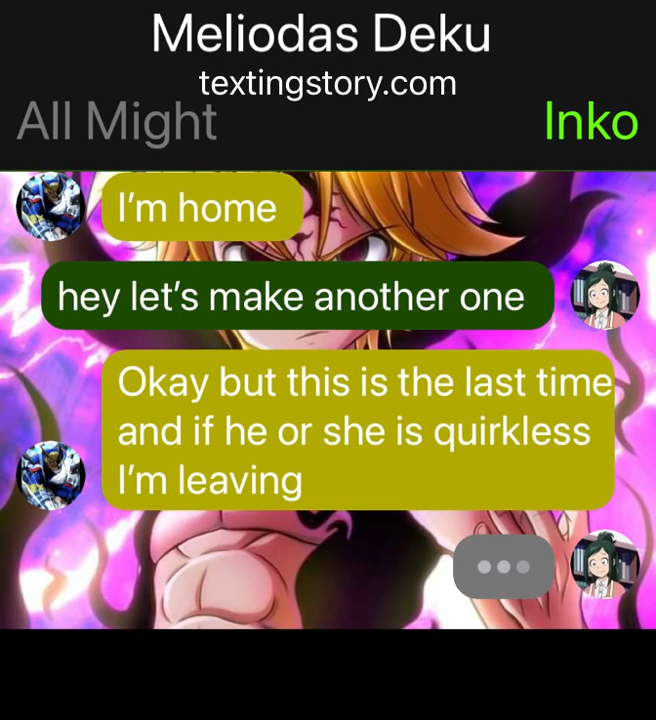 Meliodas Deku
textingstory.com
All Might
Inko
I’m home
hey let’s make another one
Okay but this is the last time
and if he or she is quirkless
I’m leaving